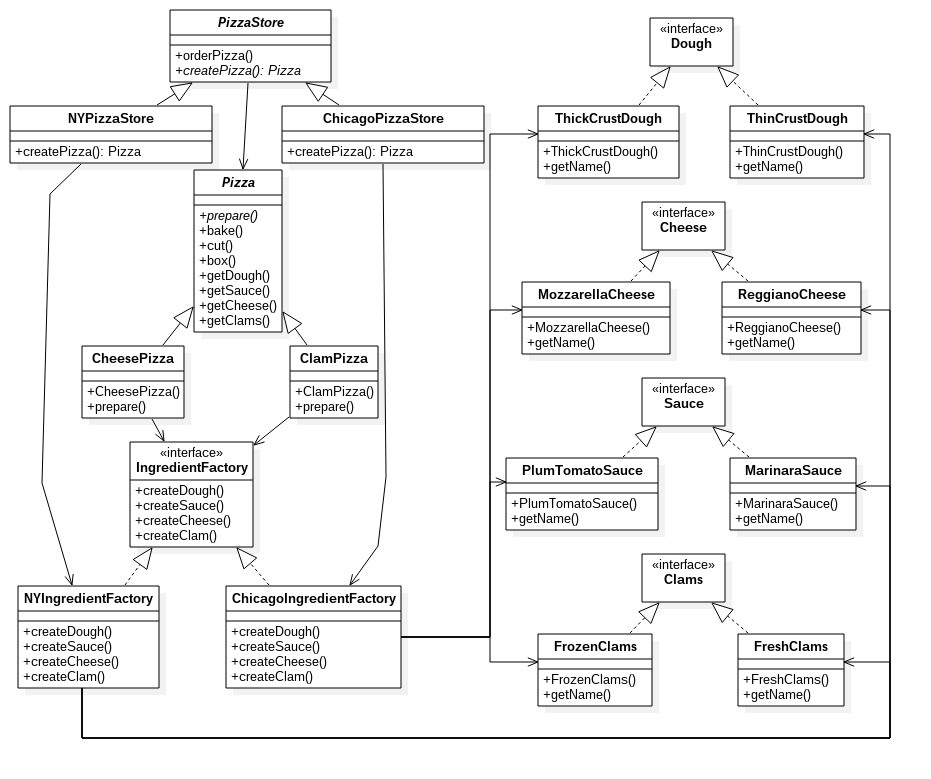 PizzaStore
+orderPizza()
+createPizza(): Pizza
NYPizzaStore
+createPizza(): Pizza
ChicagoPizzaStore
+createPizza(): Pizza
Pizza
+prepare()
+bake()
+cut()
+box()
+getDough()
+getSauce()
+getCheese()
+getClams()
CheesePizza
+CheesePizza()
+prepare()
ClamPizza
+ClamPizza()
+prepare()
«interface»
IngredientFactory
+createDough()
+createSauce()
+createCheese()
+createClam()
NYIngredientFactory
+createDough()
+createSauce()
+createCheese()
+createClam()
ChicagoIngredientFactory
+createDough()
+createSauce()
+createCheese()
+createClam()
«interface»
Dough
ThickCrustDough
+ThickCrustDough()
+getName()
ThinCrustDough
+ThinCrustDough()
+getName()
«interface»
Cheese
MozzarellaCheese
+MozzarellaCheese()
+getName()
ReggianoCheese
+ReggianoCheese()
+getName()
«interface»
Sauce
PlumTomatoSauce
+PlumTomatoSauce()
+getName()
MarinaraSauce
+MarinaraSauce()
+getName()
«interface»
Clams
FrozenClams
+FrozenClams()
+getName()
FreshClams
+FreshClams()
+getName()